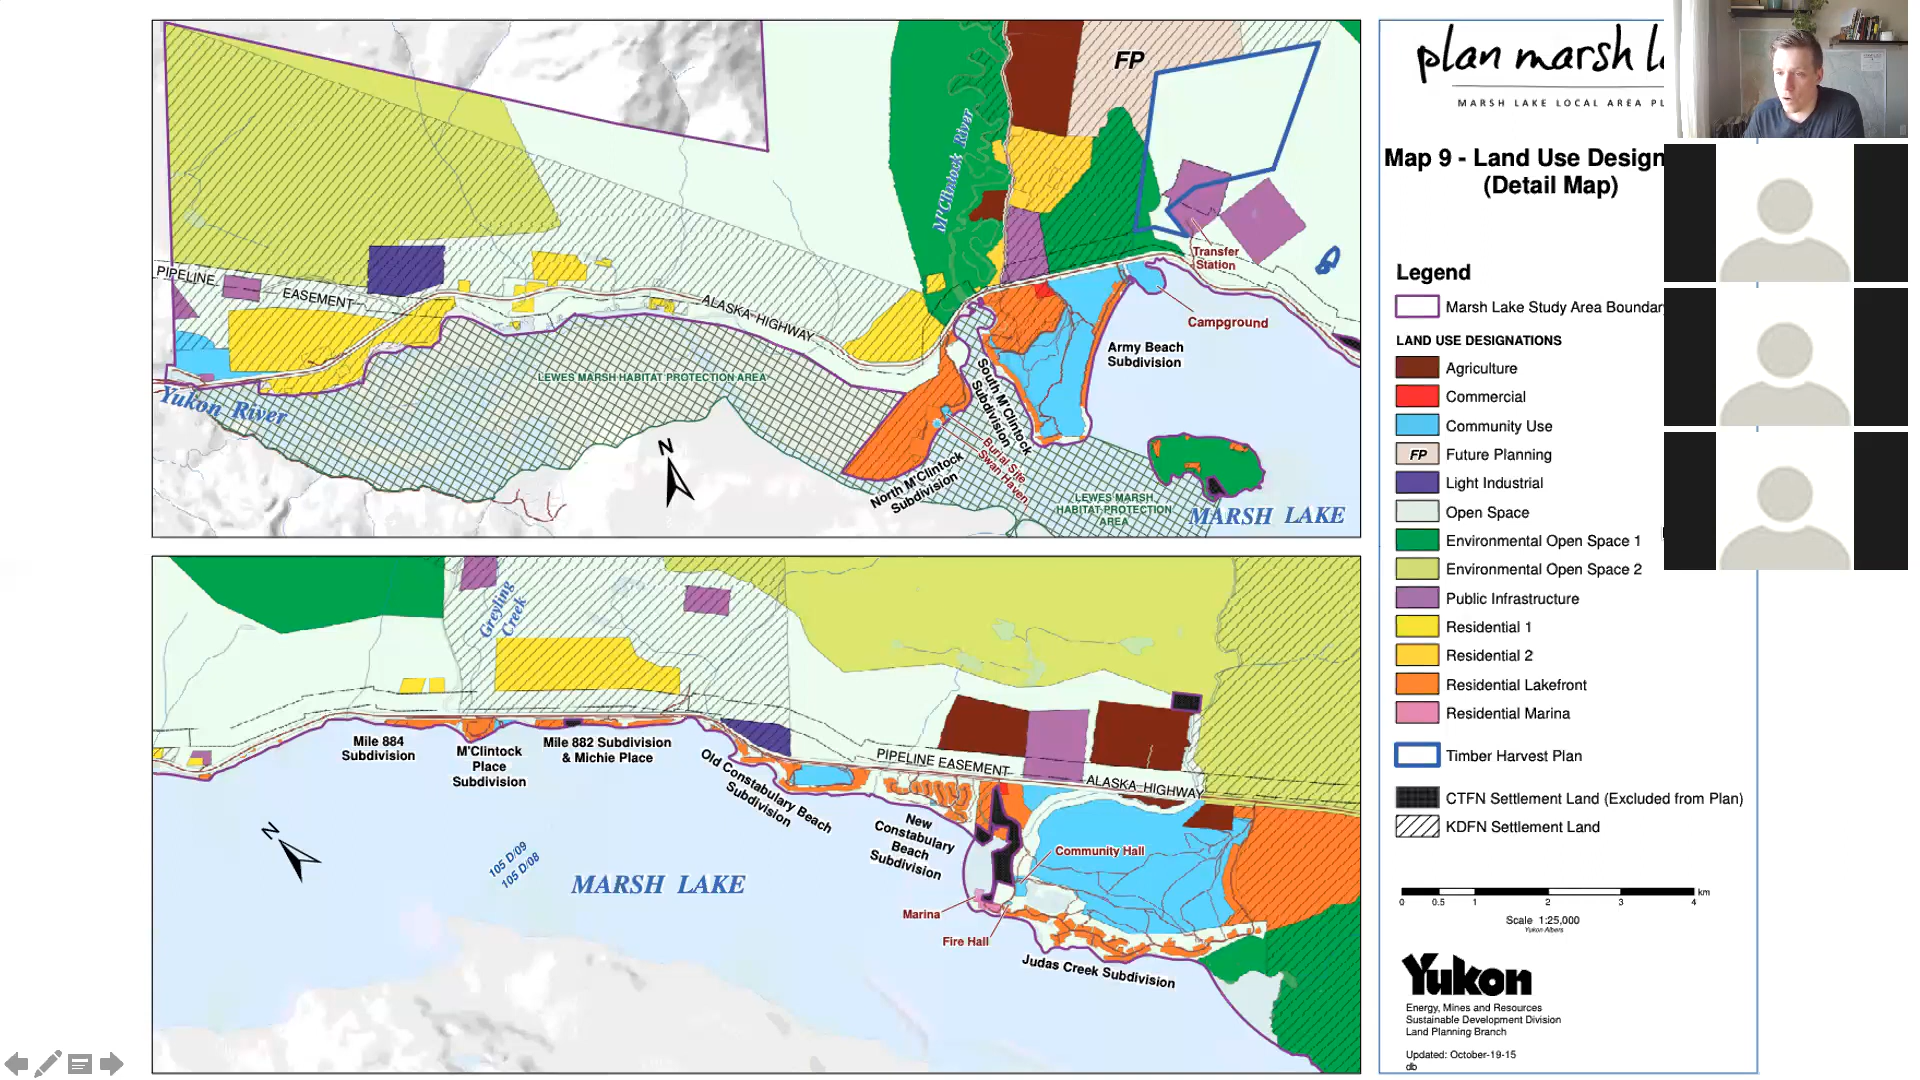 FP
M'Clintock River
Transfer
Station
PIPELINE
EASEMENT
ALASKA HIGHWAY
Campground
Army Beach
Subdivision
South M'Clintock
Subdivision
LEWES MARSH HABITAT PROTECTION AREA
Yukon River
N
Burial Site
Swan Haven
North M'Clintock
Subdivision
LEWES MARSH
HABITAT PROTECTION
AREA
MARSH LAKE
Greyling
Creek
Mile 884
Subdivision
M'Clintock
Place
Subdivision
Mile 882 Subdivision
& Michie Place
Old Constabulary Beach
Subdivision
PIPELINE EASEMENT
ALASKA HIGHWAY
New
Constabulary
Beach
Subdivision
N
105 D/09
105 D/08
MARSH LAKE
Community Hall
Marina
Fire Hall
Judas Creek Subdivision
plan marsh l
MARSH LAKE LOCAL AREA PL
Map 9 - Land Use Design
(Detail Map)
Legend
Marsh Lake Study Area Boundar
LAND USE DESIGNATIONS
Agriculture
Commercial
Community Use
FP Future Planning
Light Industrial
Open Space
Environmental Open Space 1
Environmental Open Space 2
Public Infrastructure
Residential 1
Residential 2
Residential Lakefront
Residential Marina
Timber Harvest Plan
CTFN Settlement Land (Excluded from Plan)
KDFN Settlement Land
km
0 0.5 1 2 3 4
Scale 1:25,000
Yukon Albers
Yukon
Energy, Mines and Resources
Sustainable Development Division
Land Planning Branch
Updated: October-19-15
db